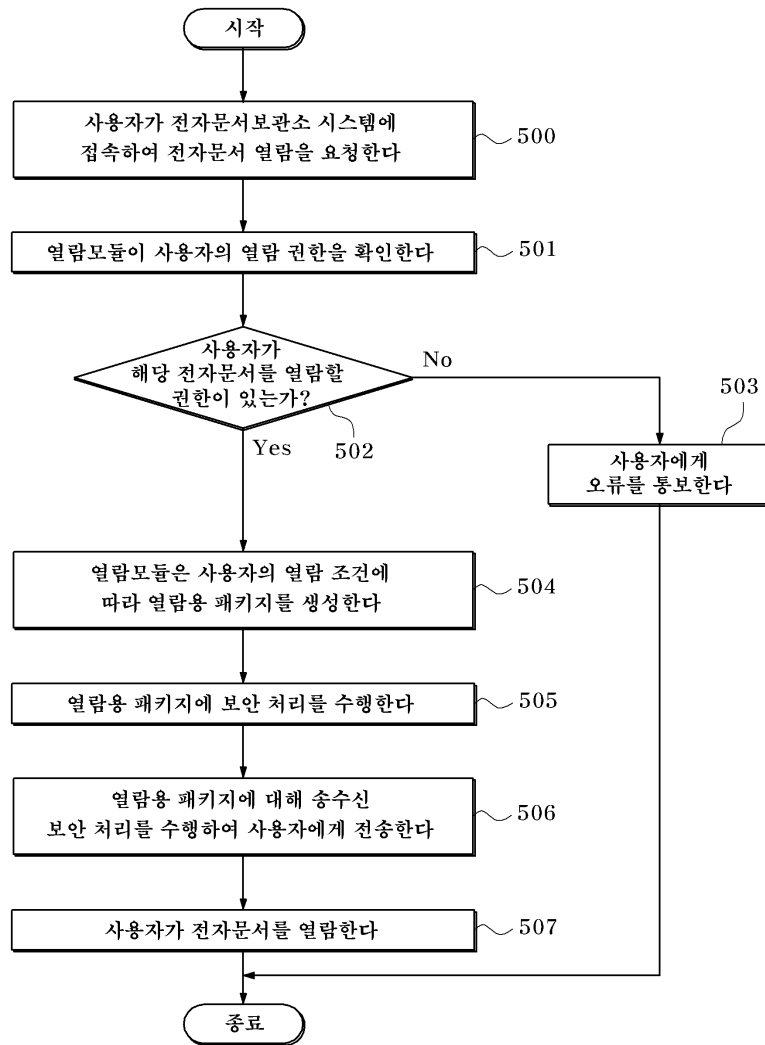 시작
사용자가 전자문서보관소 시스템에
접속하여 전자문서 열람을 요청한다
500
열람모듈이 사용자의 열람 권한을 확인한다
501
사용자가
해당 전자문서를 열람할
권한이 있는가?
502
No
Yes
503
사용자에게
오류를 통보한다
열람모듈은 사용자의 열람 조건에
따라 열람용 패키지를 생성한다
504
열람용 패키지에 보안 처리를 수행한다
505
열람용 패키지에 대해 송수신
보안 처리를 수행하여 사용자에게 전송한다
506
사용자가 전자문서를 열람한다
507
종료